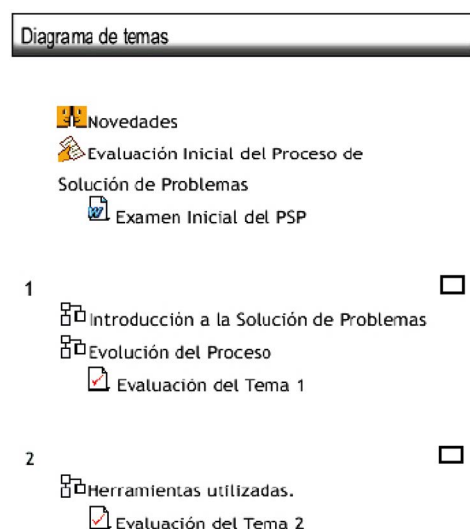 Diagrama de temas
Novedades
Evaluación Inicial del Proceso de
Solución de Problemas
Examen Inicial del PSP
1
Introducción a la Solución de Problemas
Evolución del Proceso
Evaluación del Tema 1
2
Herramientas utilizadas.
Evaluación del Tema 2